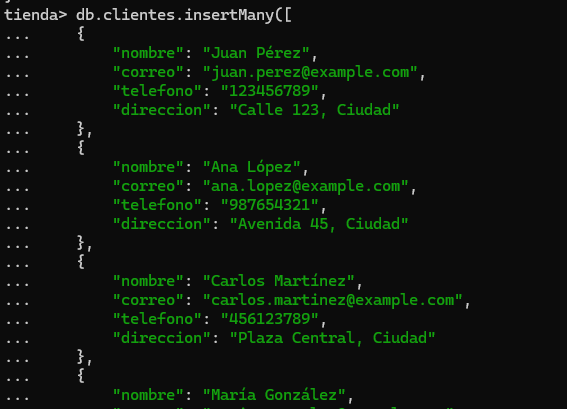 tienda> db.clientes.insertMany([
...     {
...         "nombre": "Juan Pérez",
...         "correo": "juan.perez@example.com",
...         "telefono": "123456789",
...         "direccion": "Calle 123, Ciudad"
...     },
...     {
...         "nombre": "Ana López",
...         "correo": "ana.lopez@example.com",
...         "telefono": "987654321",
...         "direccion": "Avenida 45, Ciudad"
...     },
...     {
...         "nombre": "Carlos Martínez",
...         "correo": "carlos.martinez@example.com",
...         "telefono": "456123789",
...         "direccion": "Plaza Central, Ciudad"
...     },
...     {
...         "nombre": "María González",